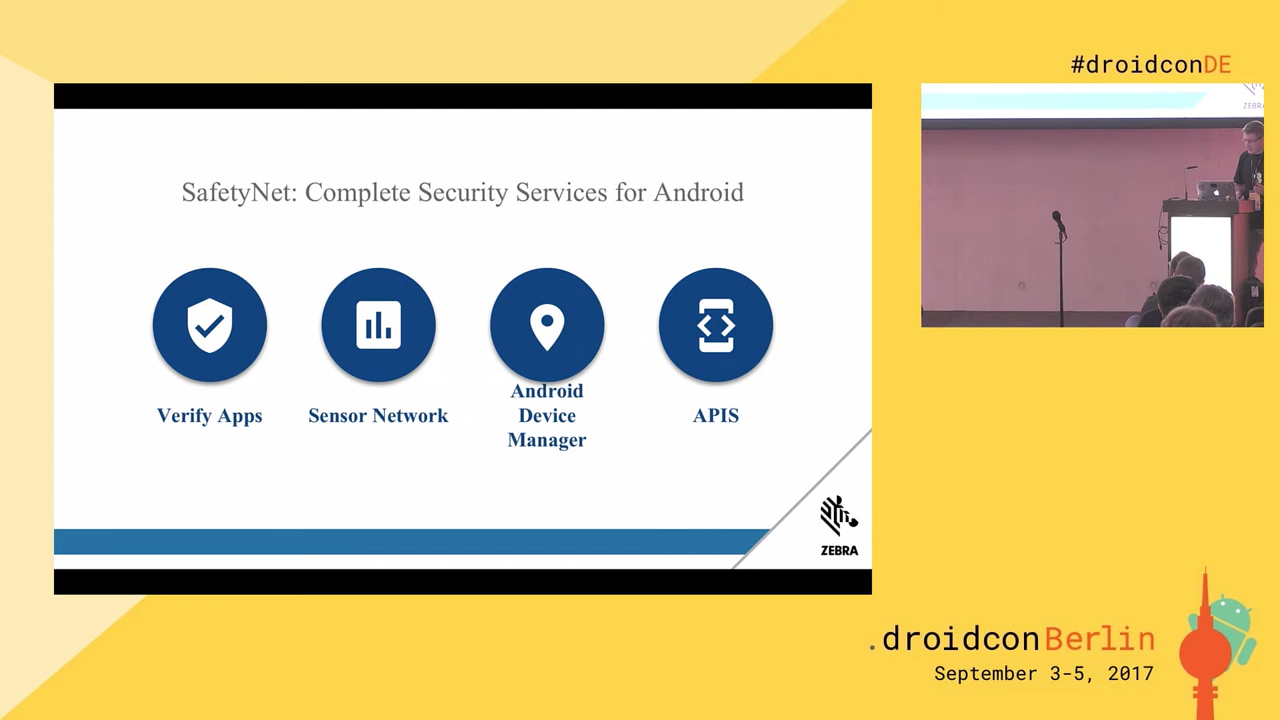 #droidconDE
SafetyNet: Complete Security Services for Android
Verify Apps
Sensor Network
Android
Device
Manager
APIS
ZEBRA
ZEBRA
.droidconBerlin
September 3-5, 2017